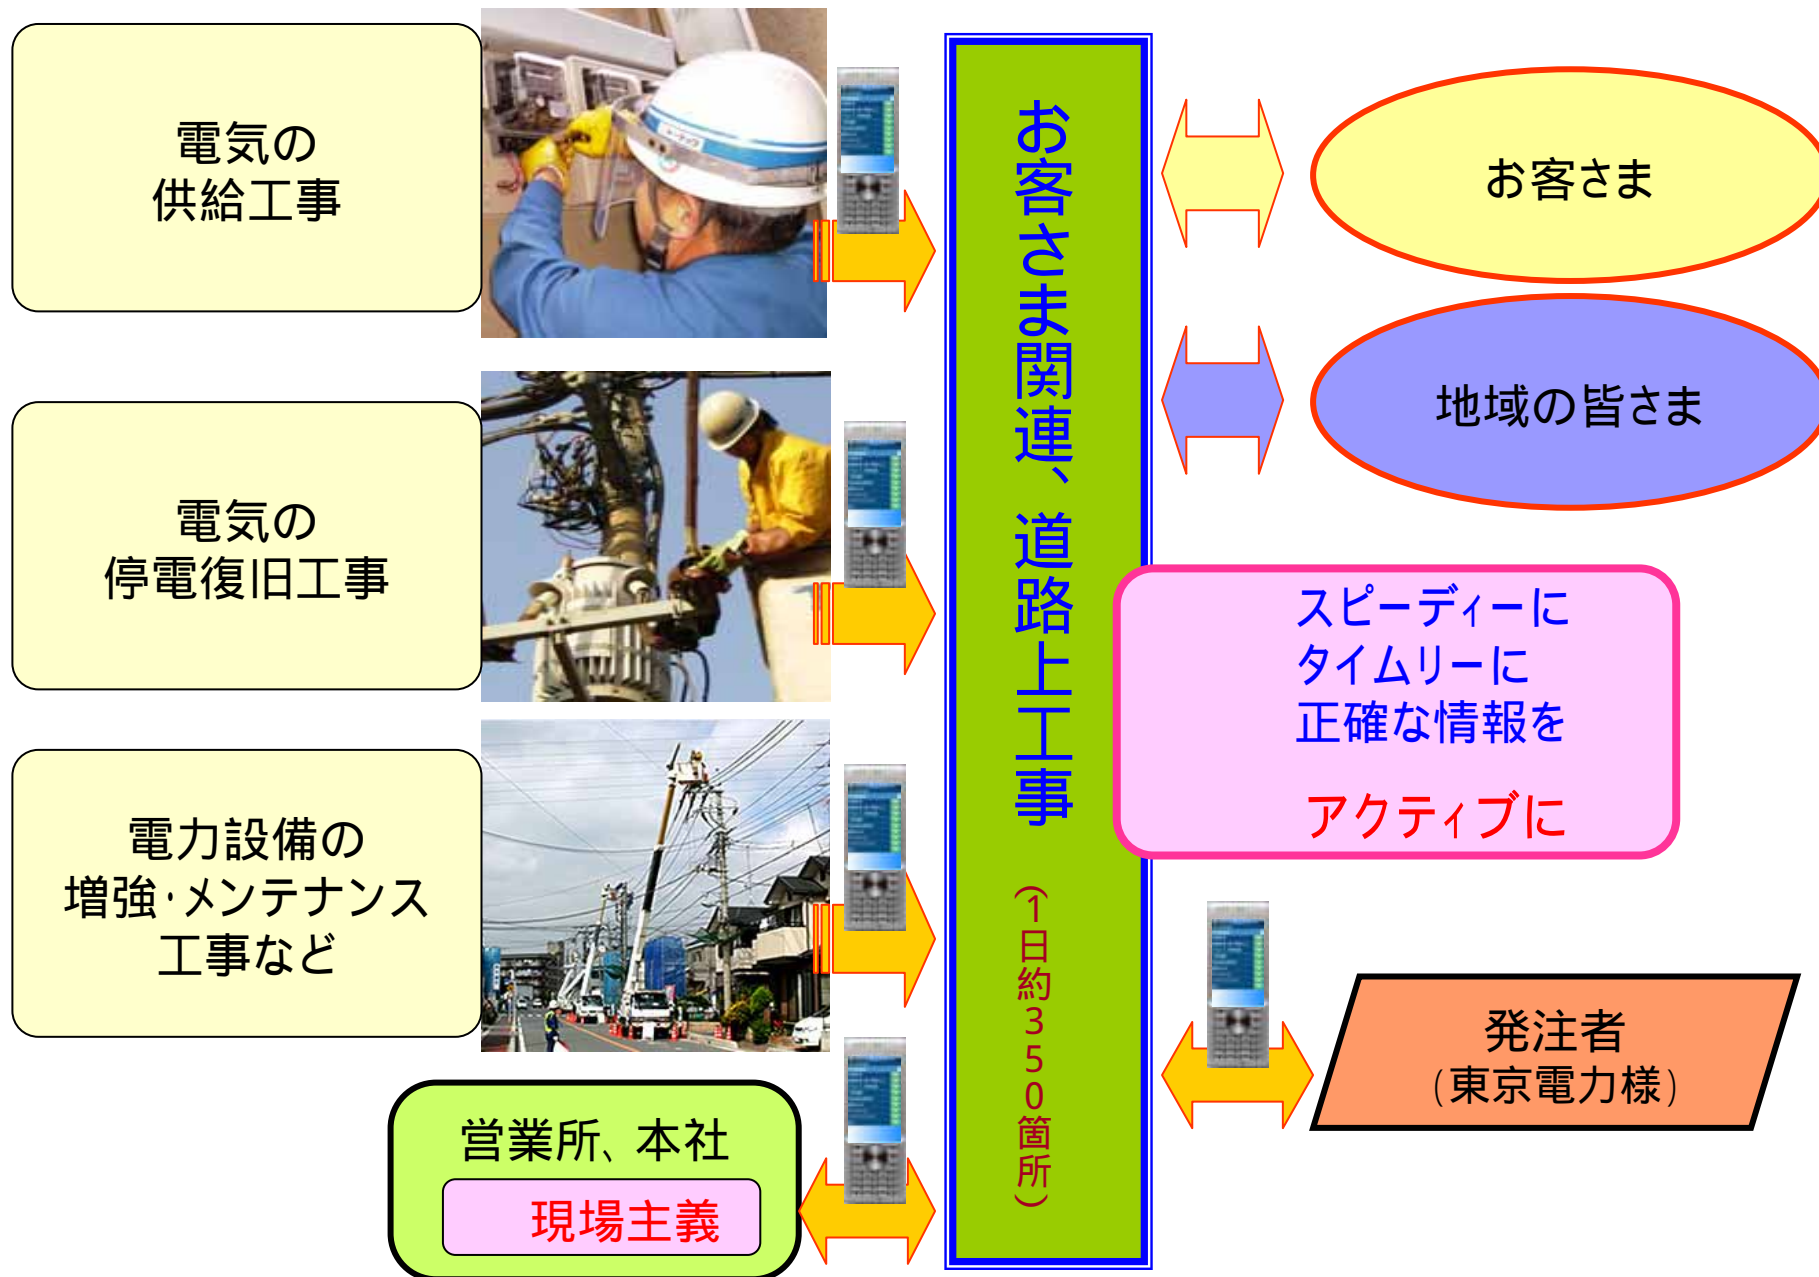 電気の
供給工事
電気の
停電復旧工事
電力設備の
増強・メンテナンス
工事など
営業所、本社
現場主義
お客さま関連、道路上工事
（1日約350箇所）
お客さま
地域の皆さま
スピーディーに
タイムリーに
正確な情報を
アクティブに
発注者
（東京電力様）